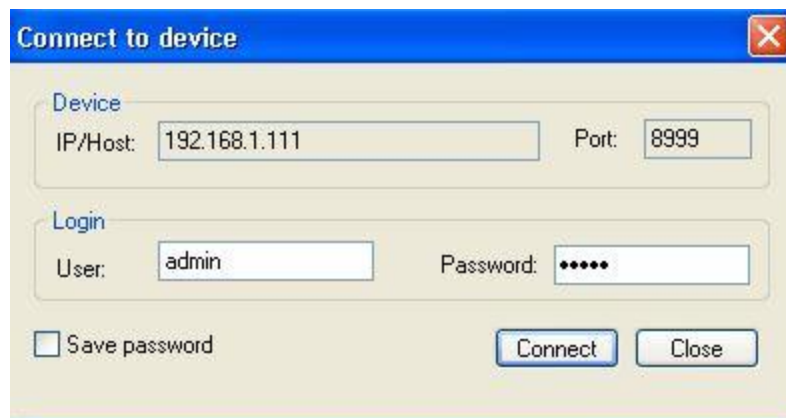 Connect to device
Device
IP/Host: 192.168.1.111 Port: 8999
Login
User: admin Password: •••••
Save password Connect Close